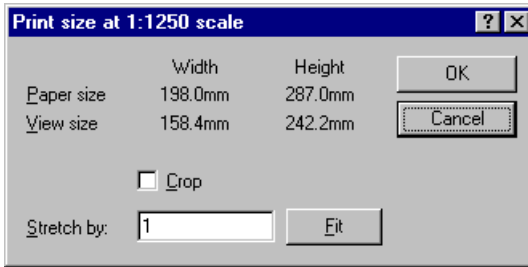 Print size at 1:1250 scale ? X
Width Height OK
Paper size 198.0mm 287.0mm
View size 158.4mm 242.2mm Cancel
Crop
Stretch by: 1 Fit